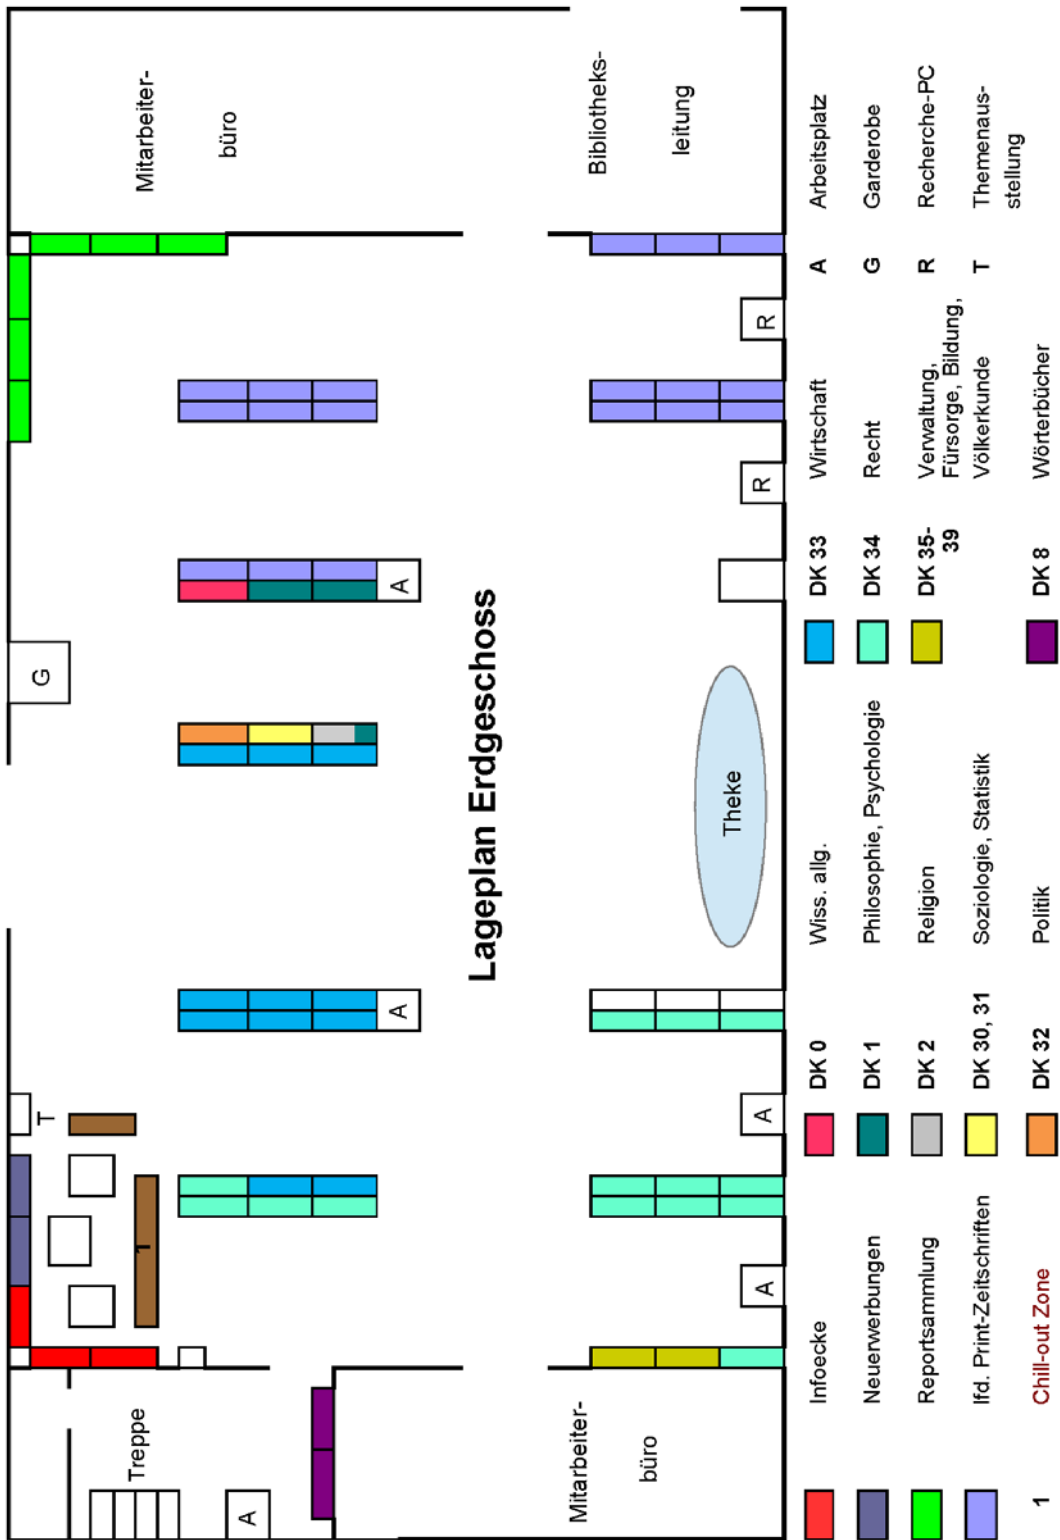 Mitarbeiter-
büro
Bibliotheks-
leitung
G
A
R
R
Lageplan Erdgeschoss
Theke
T
A
A
1
A
Treppe
A
Mitarbeiter-
büro
Infoecke
Neuerwerbungen
Reportsammlung
lfd. Print-Zeitschriften
1 Chill-out Zone
DK 0 Wiss. allg.
DK 1 Philosophie, Psychologie
DK 2 Religion
DK 30, 31 Soziologie, Statistik
DK 32 Politik
DK 33 Wirtschaft
DK 34 Recht
DK 35- Verwaltung,
39 Fürsorge, Bildung,
Völkerkunde
DK 8 Wörterbücher
A Arbeitsplatz
G Garderobe
R Recherche-PC
T Themenaus-
stellung